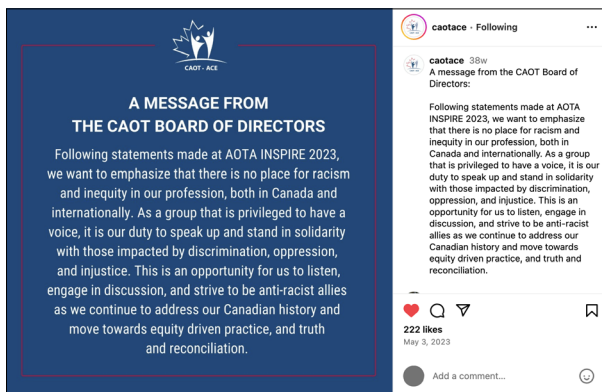 CAOT - ACE
A MESSAGE FROM
THE CAOT BOARD OF DIRECTORS
Following statements made at AOTA INSPIRE 2023,
we want to emphasize that there is no place for racism
and inequity in our profession, both in Canada and
internationally. As a group that is privileged to have a
voice, it is our duty to speak up and stand in solidarity
with those impacted by discrimination, oppression,
and injustice. This is an opportunity for us to listen,
engage in discussion, and strive to be anti-racist allies
as we continue to address our Canadian history and
move towards equity driven practice, and truth
and reconciliation.
caotace · Following
caotace 38w
A message from the CAOT Board of
Directors:
Following statements made at AOTA
INSPIRE 2023, we want to emphasize
that there is no place for racism and
inequity in our profession, both in
Canada and internationally. As a group
that is privileged to have a voice, it is our
duty to speak up and stand in solidarity
with those impacted by discrimination,
oppression, and injustice. This is an
opportunity for us to listen, engage in
discussion, and strive to be anti-racist
allies as we continue to address our
Canadian history and move towards
equity driven practice, and truth and
reconciliation.
222 likes
May 3, 2023
Add a comment...